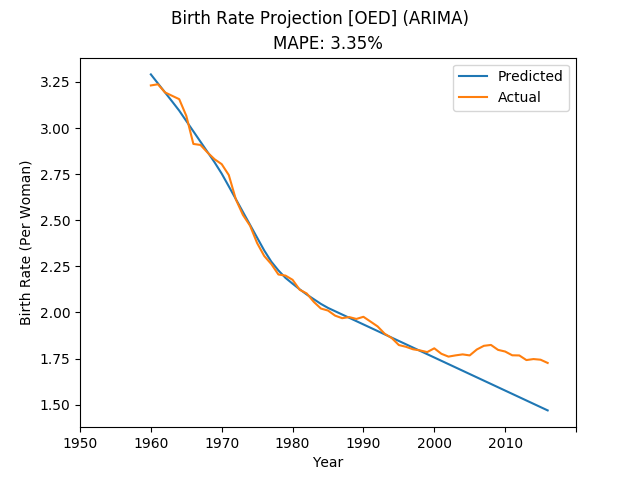 Birth Rate Projection [OED] (ARIMA)
MAPE: 3.35%
Predicted
Actual
Birth Rate (Per Woman)
3.25
3.00
2.75
2.50
2.25
2.00
1.75
1.50
1950 1960 1970 1980 1990 2000 2010
Year